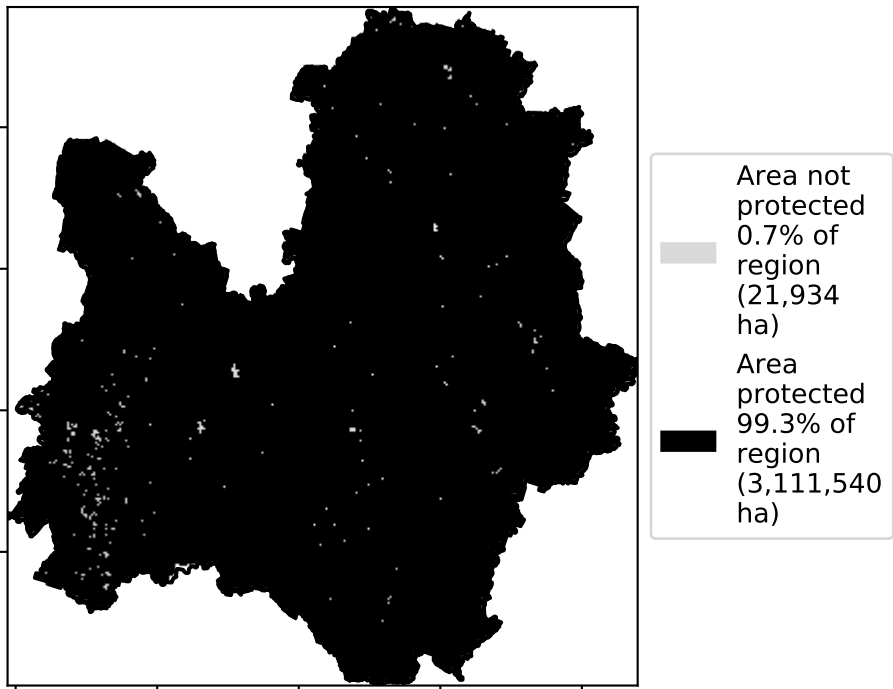 Area not
protected
0.7% of
region
(21,934
ha)
Area
protected
99.3% of
region
(3,111,540
ha)